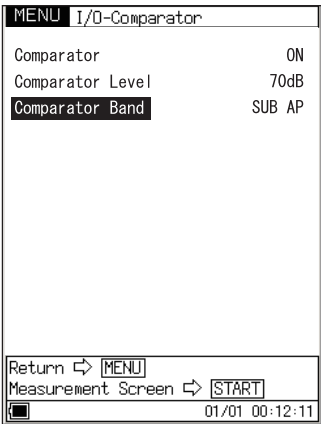 MENU I/O-Comparator
Comparator ON
Comparator Level 70dB
Comparator Band SUB AP
Return ⇨ MENU
Measurement Screen ⇨ START
01/01 00:12:11